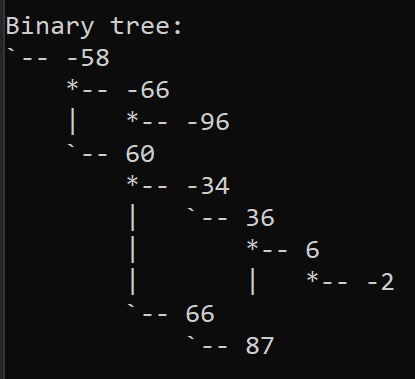 Binary tree:
`-- -58
    *-- -66
    |   *-- -96
    `-- 60
        *-- -34
        |   `-- 36
        |       *-- 6
        |       |   *-- -2
        `-- 66
            `-- 87